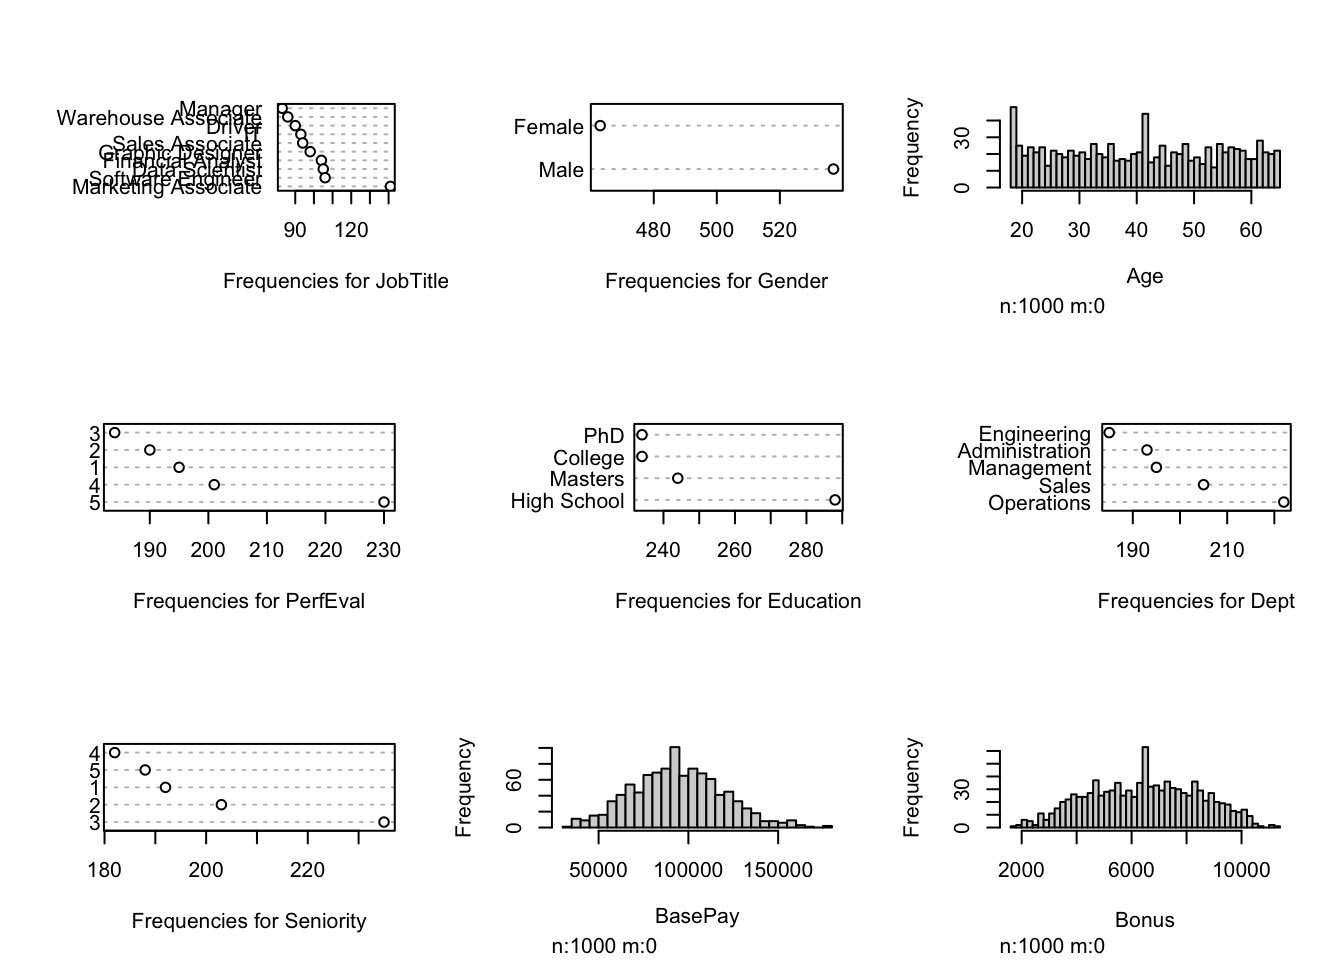 Manager
Warehouse Associate
Driver
IT
Sales Associate
Graphic Designer
Financial Analyst
Data Scientist
Software Engineer
Marketing Associate
90 120
Frequencies for JobTitle
Female
Male
480 500 520
Frequencies for Gender
Frequency
0 30
20 30 40 50 60
Age
n:1000 m:0
3
2
1
4
5
190 200 210 220 230
Frequencies for PerfEval
PhD
College
Masters
High School
240 260 280
Frequencies for Education
Engineering
Administration
Management
Sales
Operations
190 210
Frequencies for Dept
4
5
1
2
3
180 200 220
Frequencies for Seniority
Frequency
0 60
50000 100000 150000
BasePay
n:1000 m:0
Frequency
0 30
2000 6000 10000
Bonus
n:1000 m:0